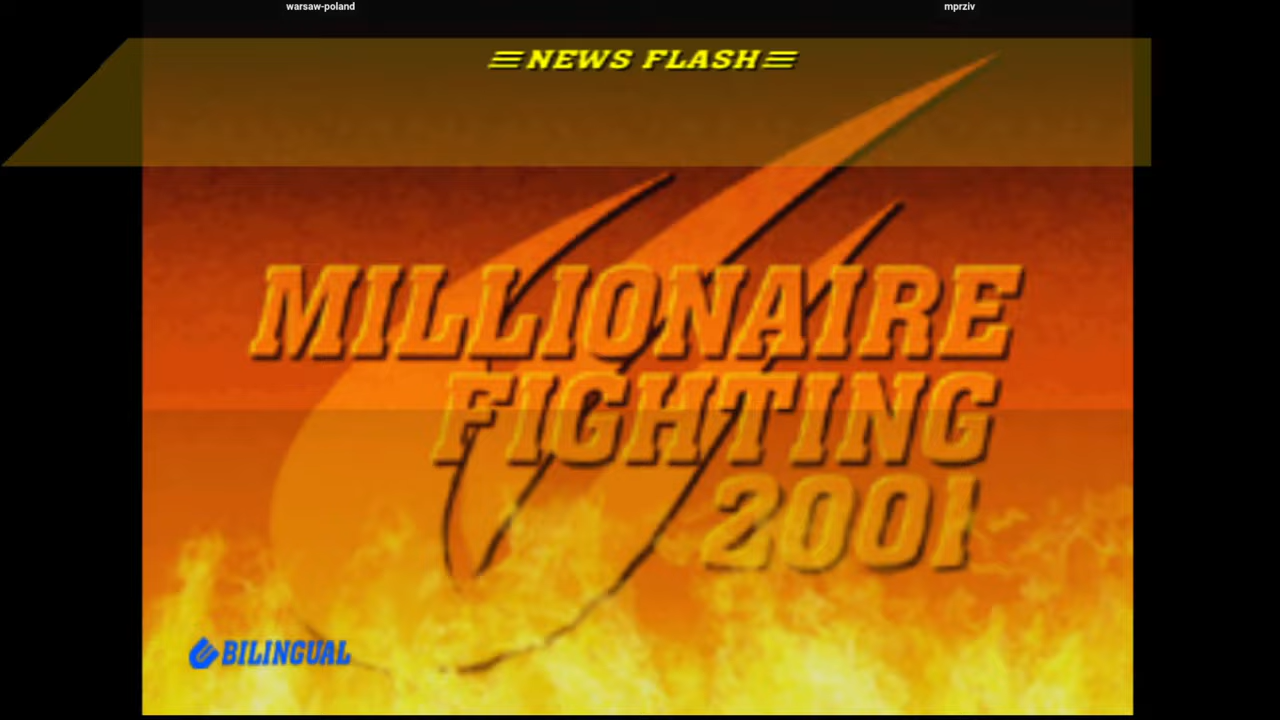 warsaw-poland
mprziv
NEWS FLASH
MILLIONAIRE
FIGHTING
2001
BILINGUAL